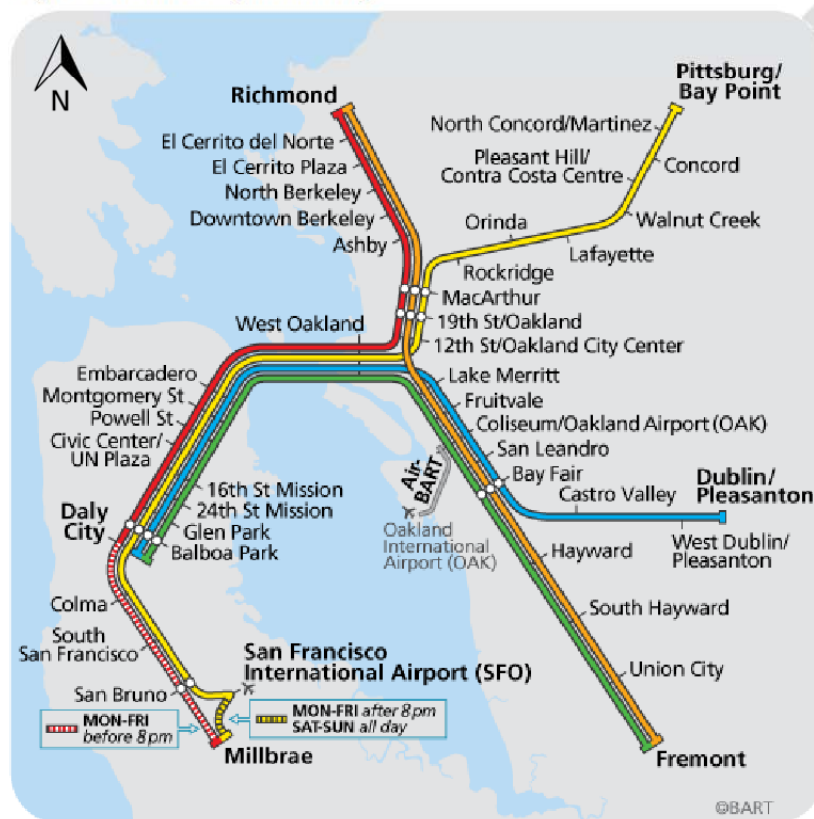 N
Richmond
El Cerrito del Norte
El Cerrito Plaza
North Berkeley
Downtown Berkeley
Ashby
Pittsburg/
Bay Point
North Concord/Martinez
Concord
Pleasant Hill/
Contra Costa Centre
Walnut Creek
Orinda
Lafayette
Rockridge
MacArthur
19th St/Oakland
12th St/Oakland City Center
West Oakland
Lake Merritt
Fruitvale
Coliseum/Oakland Airport (OAK)
San Leandro
Bay Fair
Embarcadero
Montgomery St
Powell St
Civic Center/
UN Plaza
16th St Mission
24th St Mission
Glen Park
Balboa Park
Daly
City
Air-
BART
Oakland
International
Airport (OAK)
Dublin/
Pleasanton
Castro Valley
West Dublin/
Pleasanton
Hayward
South Hayward
Union City
Fremont
Colma
South
San Francisco
San Bruno
San Francisco
International Airport (SFO)
MON-FRI
before 8pm
MON-FRI after 8pm
SAT-SUN all day
Millbrae
©BART